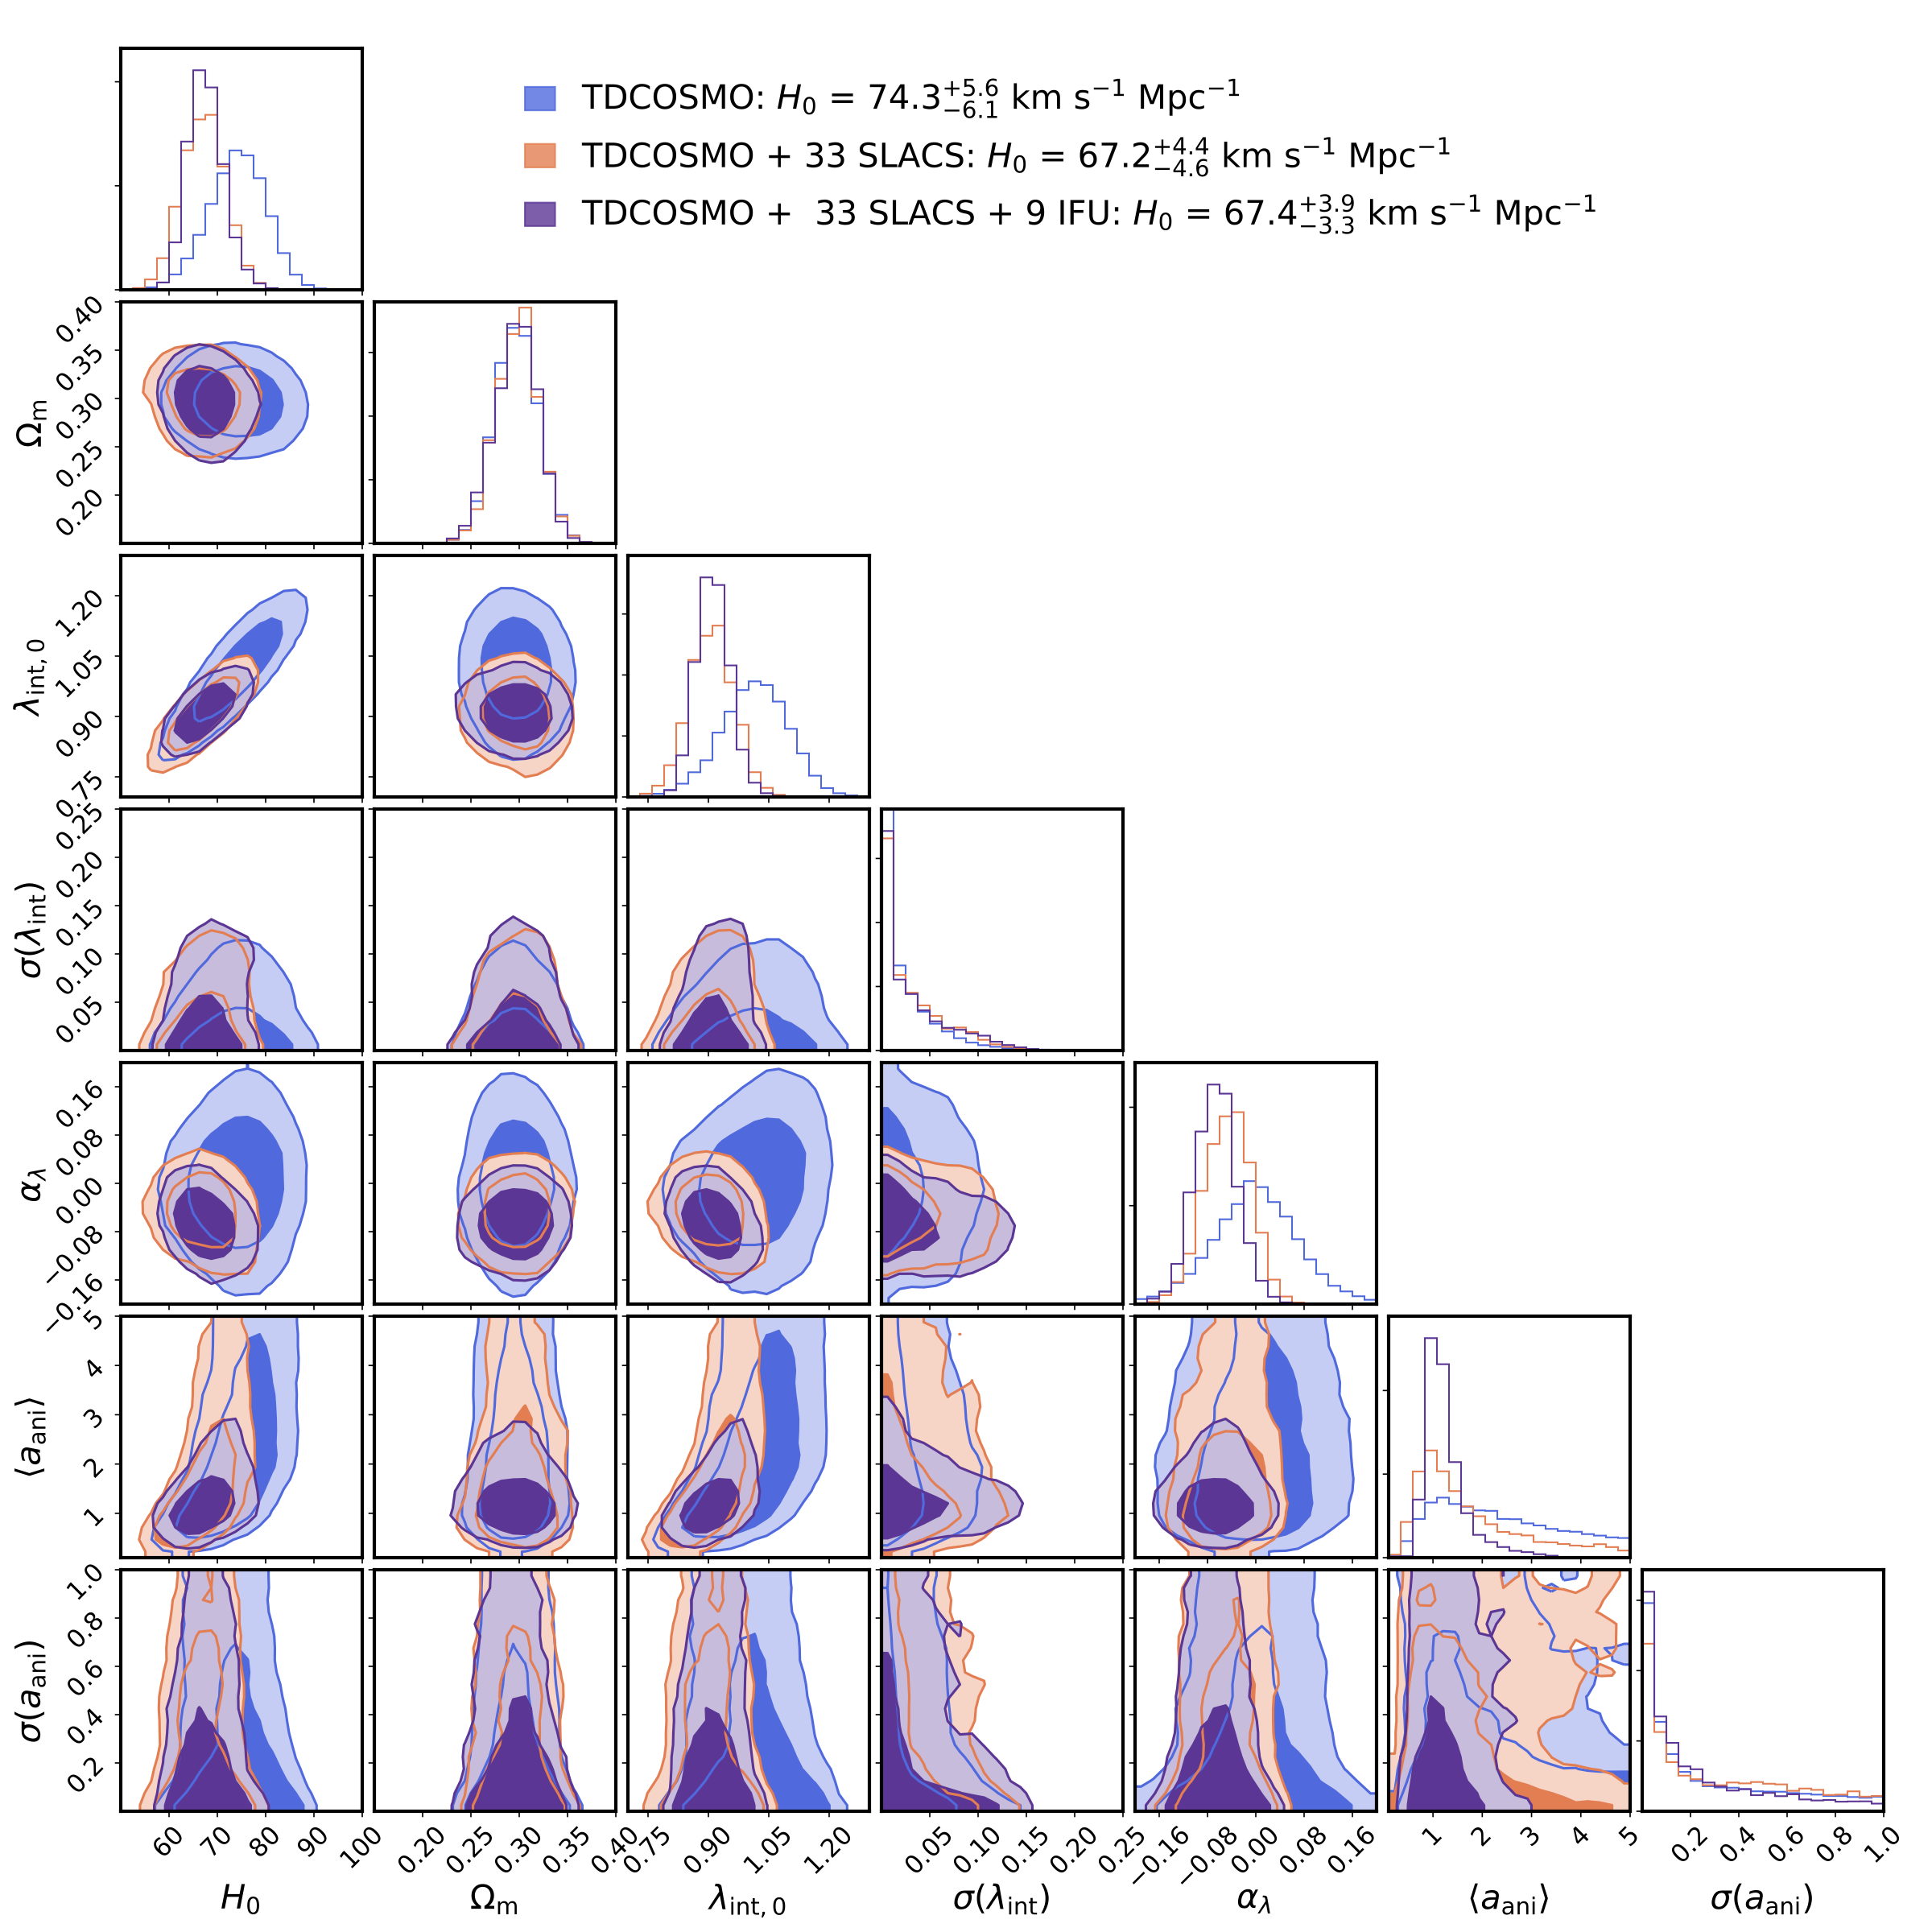 TDCOSMO: H₀ = 74.3⁺⁵·⁶₋₆.₁ km s⁻¹ Mpc⁻¹
TDCOSMO + 33 SLACS: H₀ = 67.2⁺⁴·⁴₋₄.₆ km s⁻¹ Mpc⁻¹
TDCOSMO + 33 SLACS + 9 IFU: H₀ = 67.4⁺³·⁹₋₃.₃ km s⁻¹ Mpc⁻¹
Ωm
0.40
0.35
0.30
0.25
0.20
λint, 0
1.20
1.05
0.90
0.75
σ(λint)
0.25
0.20
0.15
0.10
0.05
αλ
0.16
0.08
0.00
−0.08
−0.16
⟨aani⟩
5
4
3
2
1
σ(aani)
1.0
0.8
0.6
0.4
0.2
60 70 80 90 100
0.20 0.25 0.30 0.35 0.40
0.75 0.90 1.05 1.20
0.05 0.10 0.15 0.20 0.25
−0.16 −0.08 −0.00 0.08 0.16
1 2 3 4 5
0.2 0.4 0.6 0.8 1.0
H₀ Ωm λint, 0 σ(λint) αλ ⟨aani⟩ σ(aani)